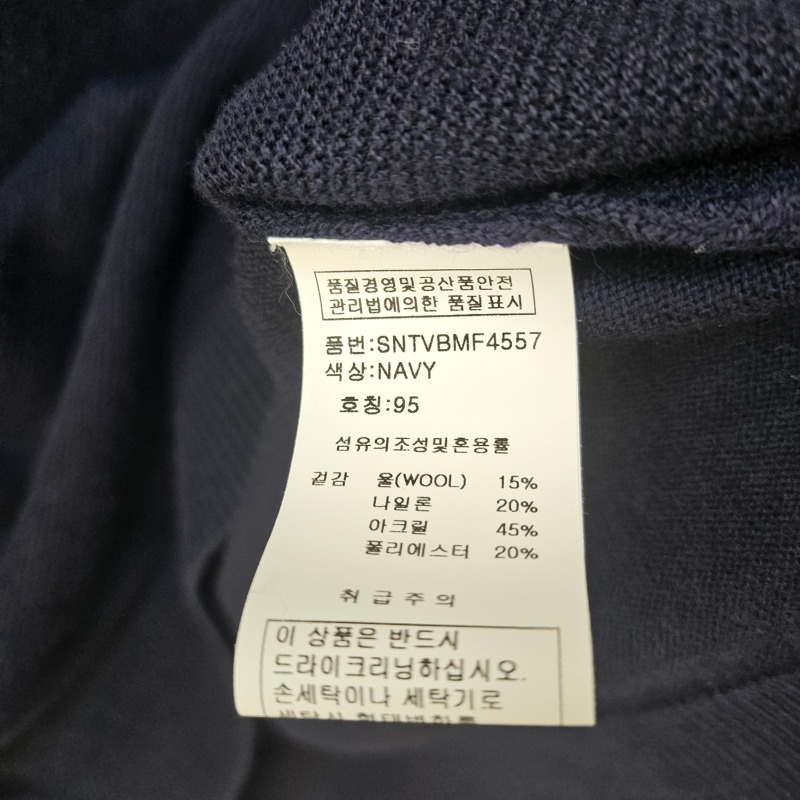 품질경영및공산품안전
관리법에의한 품질표시
품번:SNTVBMF4557
색상:NAVY
호칭:95
섬유의조성및혼용률
겉감 울(WOOL) 15%
나일론 20%
아크릴 45%
폴리에스터 20%
취급주의
이 상품은 반드시
드라이크리닝하십시오.
손세탁이나 세탁기로